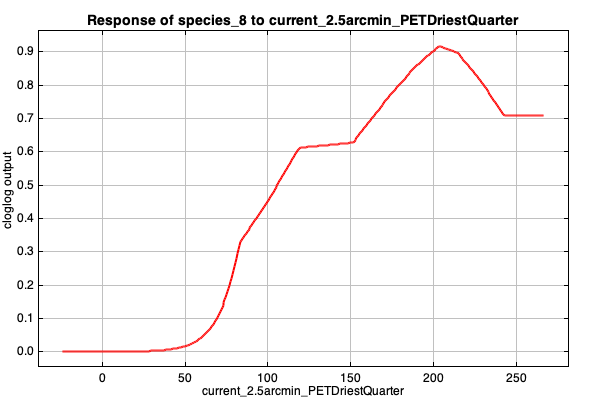 Response of species_8 to current_2.5arcmin_PETDriestQuarter
cloglog output
0.9
0.8
0.7
0.6
0.5
0.4
0.3
0.2
0.1
0.0
0 50 100 150 200 250
current_2.5arcmin_PETDriestQuarter